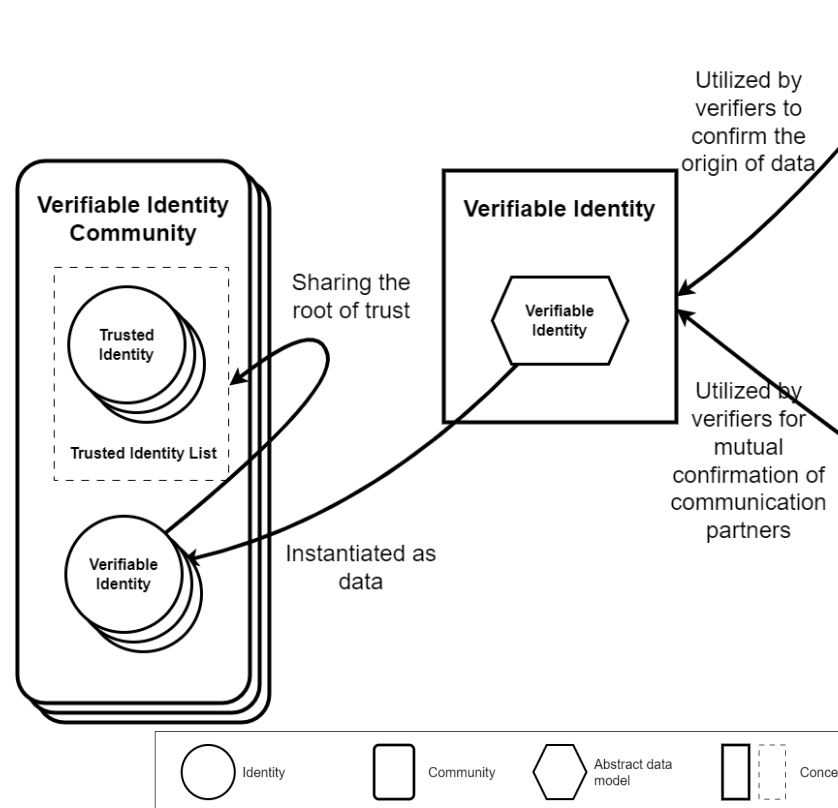 Utilized by
verifiers to
confirm the
origin of data
Verifiable Identity
Community
Verifiable Identity
Sharing the
root of trust
Trusted
Identity
Verifiable
Identity
Trusted Identity List
Utilized by
verifiers for
mutual
confirmation of
communication
partners
Verifiable
Identity
Instantiated as
data
Identity
Community
Abstract data
model